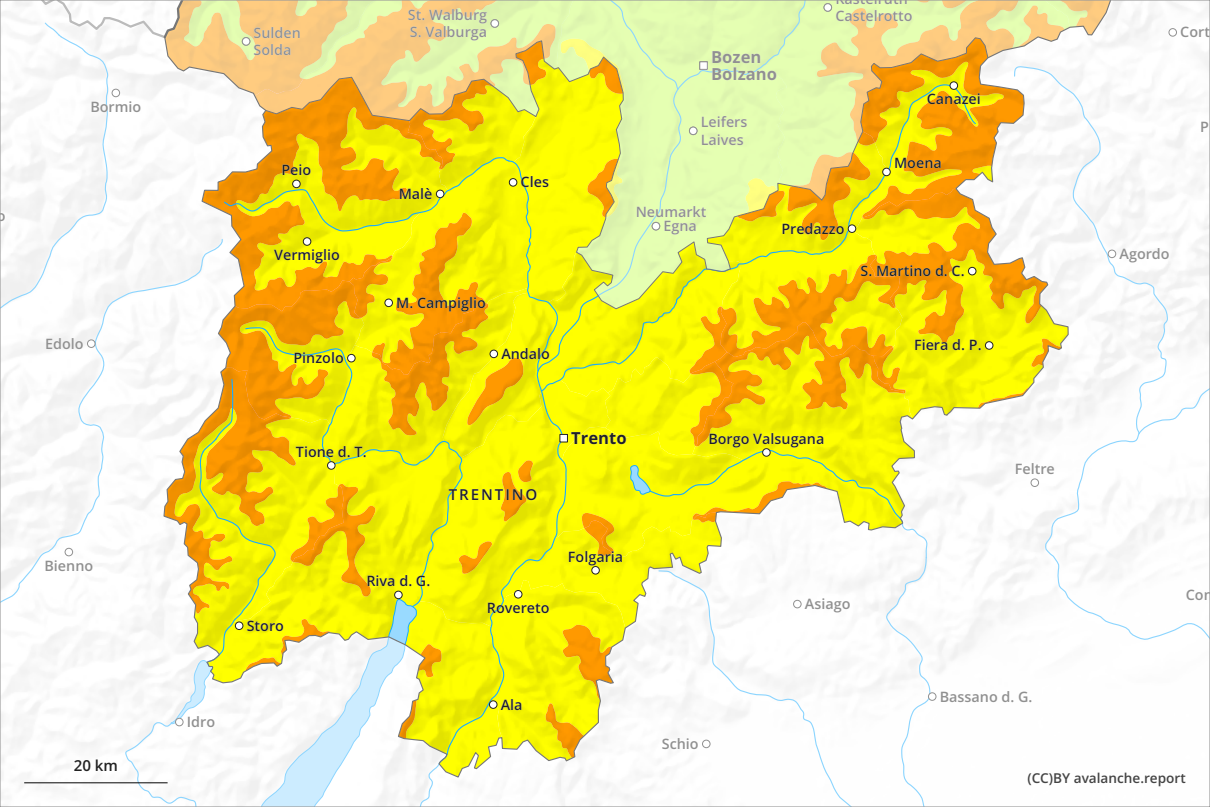 St. Walburg
S. Valburga
Kastelruth
Castelrotto
Sulden
Solda
Cort
Bozen
Bolzano
Bormio
Canazei
Leifers
Laives
Moena
Peio
Malè
Cles
Neumarkt
Egna
Predazzo
Vermiglio
Agordo
S. Martino d. C.
M. Campiglio
Edolo
Pinzolo
Andalo
Fiera d. P.
Trento
Borgo Valsugana
Tione d. T.
Feltre
TRENTINO
Bienno
Folgaria
Riva d. G.
Rovereto
Asiago
Cor
Storo
Idro
Ala
Bassano d. G.
Schio
20 km
(CC)BY avalanche.report